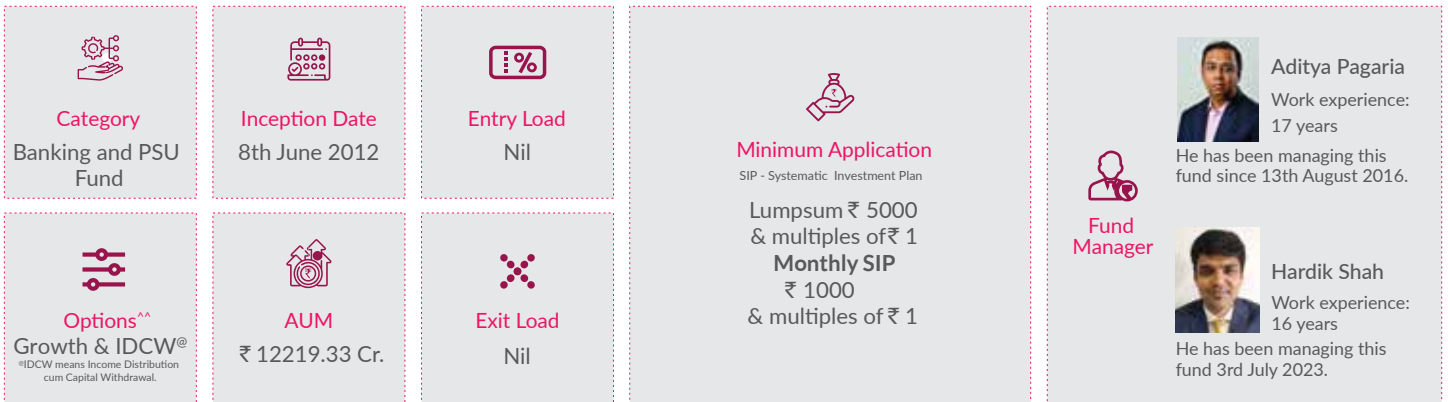 Category
Banking and PSU
Fund
Inception Date
8th June 2012
%
Entry Load
Nil
Options^^
Growth & IDCW@
@IDCW means Income Distribution
cum Capital Withdrawal.
₹
AUM
₹ 12219.33 Cr.
Exit Load
Nil
₹
Minimum Application
SIP - Systematic Investment Plan
Lumpsum ₹ 5000
& multiples of ₹ 1
Monthly SIP
₹ 1000
& multiples of ₹ 1
₹
Fund
Manager
Aditya Pagaria
Work experience:
17 years
He has been managing this
fund since 13th August 2016.
Hardik Shah
Work experience:
16 years
He has been managing this
fund 3rd July 2023.